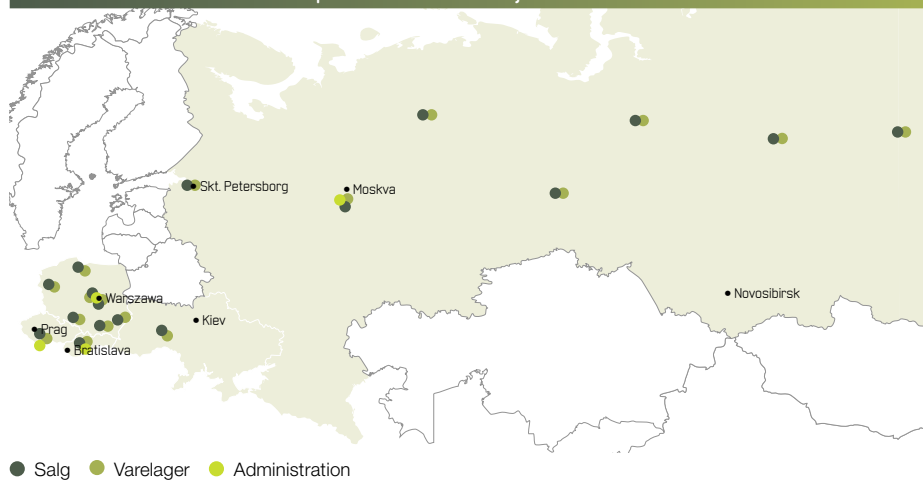 Skt. Petersborg
Moskva
Novosibirsk
Warszawa
Kiev
Prag
Bratislava
Salg
Varelager
Administration